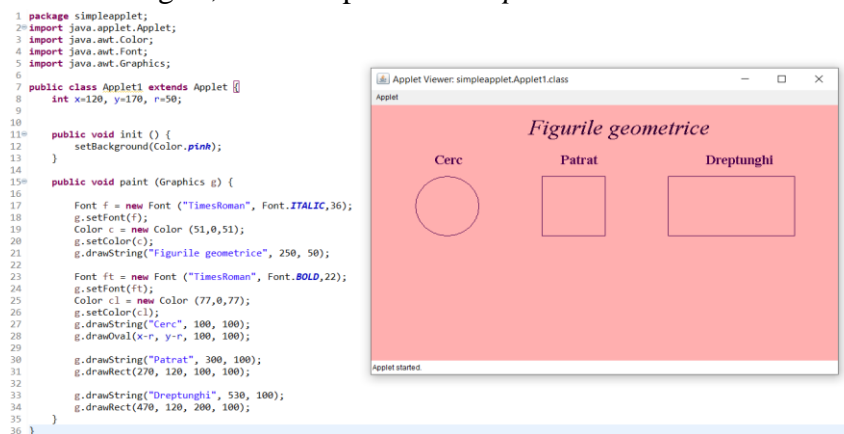 1 package simpleapplet;
2 import java.applet.Applet;
3 import java.awt.Color;
4 import java.awt.Font;
5 import java.awt.Graphics;
6
7 public class Applet1 extends Applet {
8 int x=120, y=170, r=50;
9
10
11 public void init () {
12 setBackground(Color.pink);
13 }
14
15 public void paint (Graphics g) {
16
17 Font f = new Font ("TimesRoman", Font.ITALIC,36);
18 g.setFont(f);
19 Color c = new Color (51,0,51);
20 g.setColor(c);
21 g.drawString("Figurile geometrice", 250, 50);
22
23 Font ft = new Font ("TimesRoman", Font.BOLD,22);
24 g.setFont(ft);
25 Color cl = new Color (77,0,77);
26 g.setColor(cl);
27 g.drawString("Cerc", 100, 100);
28 g.drawOval(x-r, y-r, 100, 100);
29
30 g.drawString("Patrat", 300, 100);
31 g.drawRect(270, 120, 100, 100);
32
33 g.drawString("Dreptunghi", 530, 100);
34 g.drawRect(470, 120, 200, 100);
35 }
36 }
Applet Viewer: simpleapplet.Applet1.class
Applet
Figurile geometrice
Cerc Patrat Dreptunghi
Applet started.